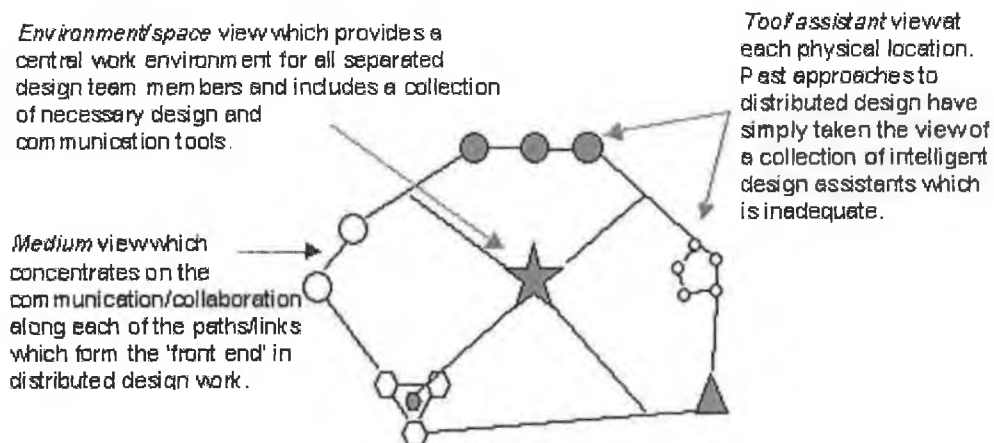 Environment/space view which provides a
central work environment for all separated
design team members and includes a collection
of necessary design and
communication tools.
Tool/assistant view at
each physical location.
Past approaches to
distributed design have
simply taken the view of
a collection of intelligent
design assistants which
is inadequate.
Medium view which
concentrates on the
communication/collaboration
along each of the paths/links
which form the 'front end' in
distributed design work.